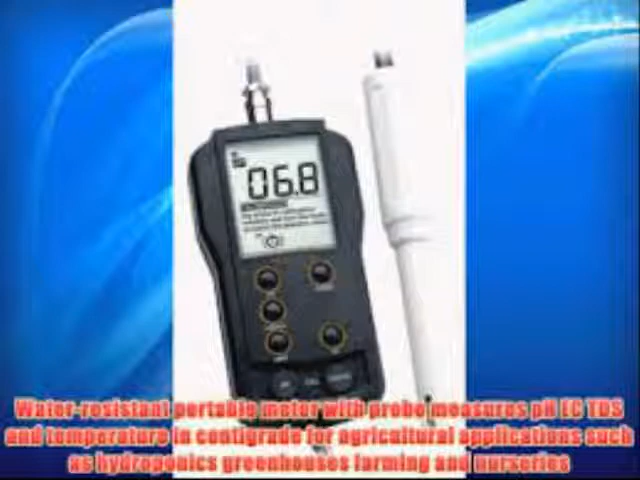 06.8
Water-resistant portable meter with probe measures pH EC TDS
and temperature in centigrade for agricultural applications such
as hydroponics greenhouses farming and nurseries